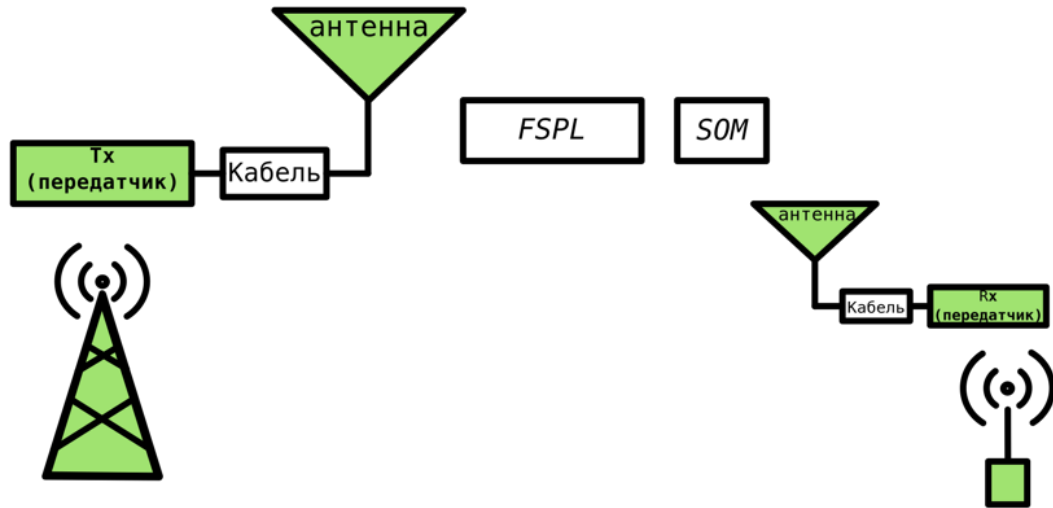 антенна
FSPL
SOM
Tx
(передатчик)
Кабель
антенна
Кабель
Rx
(передатчик)